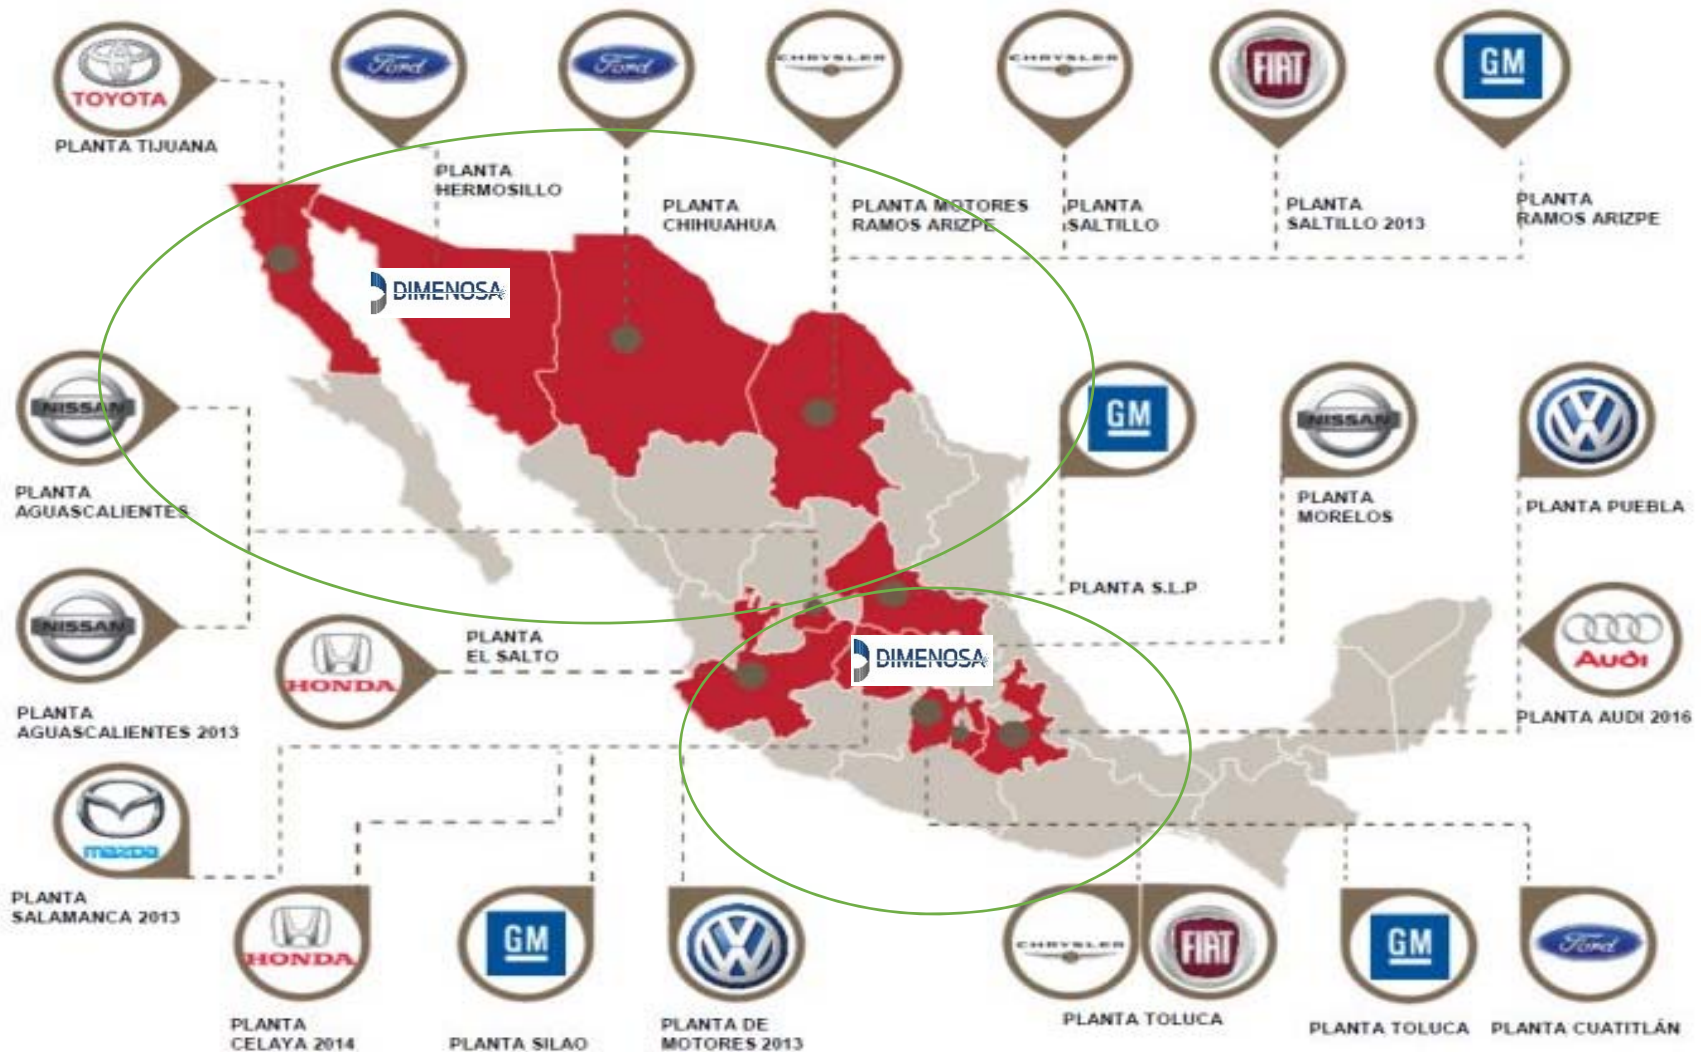 TOYOTA
PLANTA TIJUANA
Ford
PLANTA
HERMOSILLO
Ford
PLANTA
CHIHUAHUA
CHRYSLER
PLANTA MOTORES
RAMOS ARIZPE
CHRYSLER
PLANTA
SALTILLO
FIAT
PLANTA
SALTILLO 2013
GM
PLANTA
RAMOS ARIZPE
DIMENOSA
NISSAN
PLANTA
AGUASCALIENTES
GM
PLANTA S.L.P
NISSAN
PLANTA
MORELOS
PLANTA PUEBLA
NISSAN
PLANTA
AGUASCALIENTES 2013
HONDA
PLANTA
EL SALTO
DIMENOSA
Audi
PLANTA AUDI 2016
mazda
PLANTA
SALAMANCA 2013
HONDA
PLANTA
CELAYA 2014
GM
PLANTA SILAO
PLANTA DE
MOTORES 2013
CHRYSLER
FIAT
PLANTA TOLUCA
GM
PLANTA TOLUCA
Ford
PLANTA CUATITLÁN